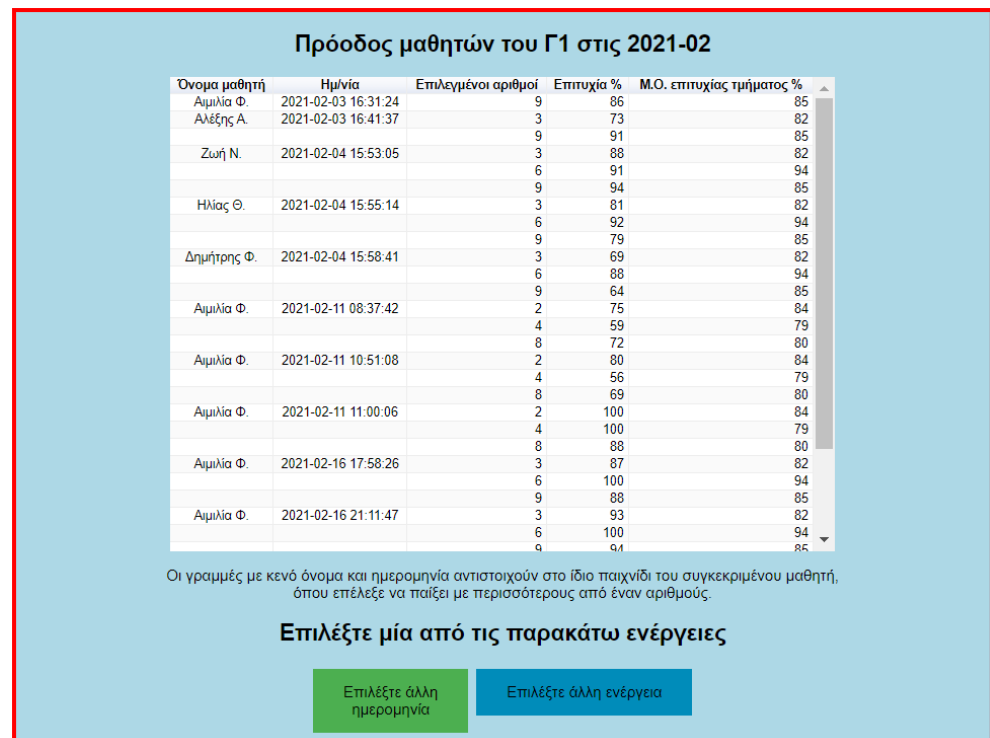 Πρόοδος μαθητών του Γ1 στις 2021-02
Όνομα μαθητή Ημ/νία Επιλεγμένοι αριθμοί Επιτυχία % Μ.Ο. επιτυχίας τμήματος %
Αιμιλία Φ. 2021-02-03 16:31:24 9 86 85
Αλέξης Α. 2021-02-03 16:41:37 3 73 82
9 91 85
Ζωή Ν. 2021-02-04 15:53:05 3 88 82
6 91 94
9 94 85
Ηλίας Θ. 2021-02-04 15:55:14 3 81 82
6 92 94
9 79 85
Δημήτρης Φ. 2021-02-04 15:58:41 3 69 82
6 88 94
9 64 85
Αιμιλία Φ. 2021-02-11 08:37:42 2 75 84
4 59 79
8 72 80
Αιμιλία Φ. 2021-02-11 10:51:08 2 80 84
4 56 79
8 69 80
Αιμιλία Φ. 2021-02-11 11:00:06 2 100 84
4 100 79
8 88 80
Αιμιλία Φ. 2021-02-16 17:58:26 3 87 82
6 100 94
9 88 85
Αιμιλία Φ. 2021-02-16 21:11:47 3 93 82
6 100 94
9 94 85
Οι γραμμές με κενό όνομα και ημερομηνία αντιστοιχούν στο ίδιο παιχνίδι του συγκεκριμένου μαθητή,
όπου επέλεξε να παίξει με περισσότερους από έναν αριθμούς.
Επιλέξτε μία από τις παρακάτω ενέργειες
Επιλέξτε άλλη
ημερομηνία
Επιλέξτε άλλη ενέργεια